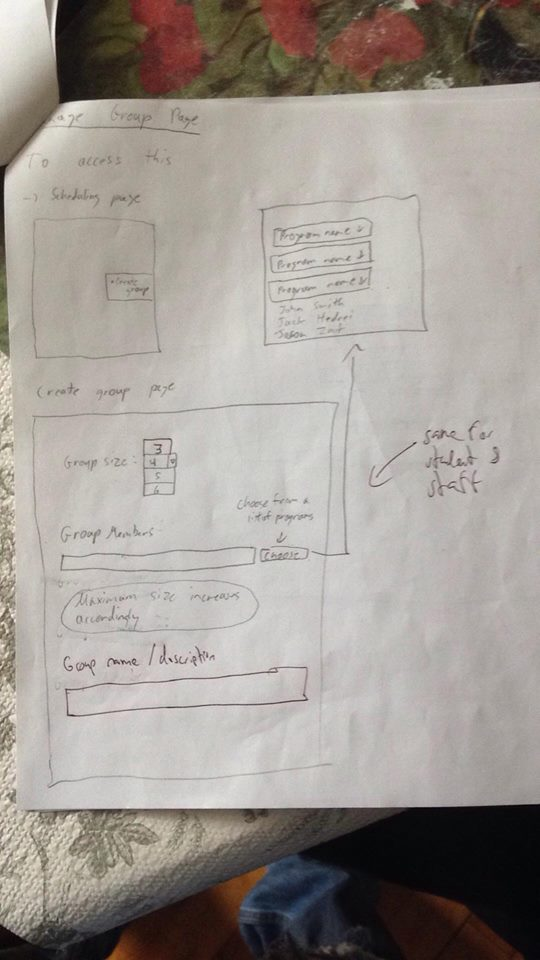 Group Page
To access this
→ Scheduling page
Create
group
Program name ↓
Program name ↓
Program name ↓
John Smith
Jack
Jason
Create group page
Group size:
3
4
5
6
choose from a
list of programs
Group Members
Choose
Maximum size increases
accordingly
same for
student &
staff
Group name / description